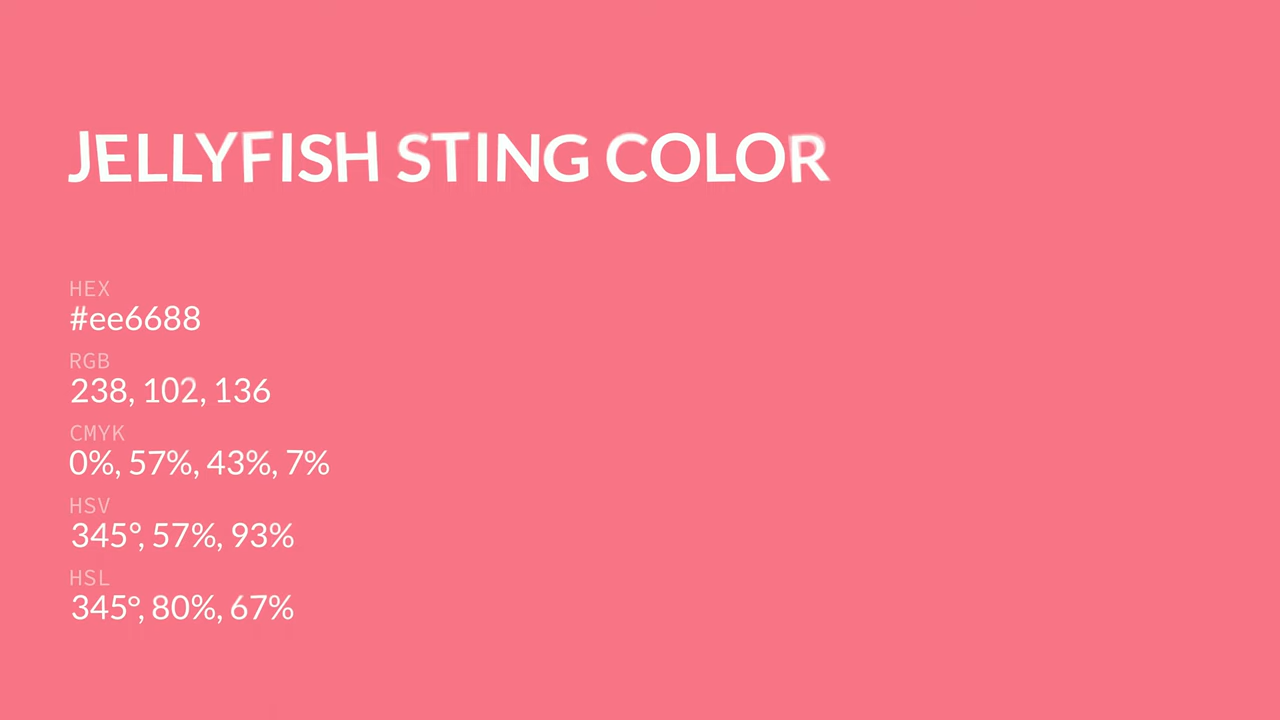 JELLYFISH STING COLOR
HEX
#ee6688
RGB
238, 102, 136
CMYK
0%, 57%, 43%, 7%
HSV
345°, 57%, 93%
HSL
345°, 80%, 67%